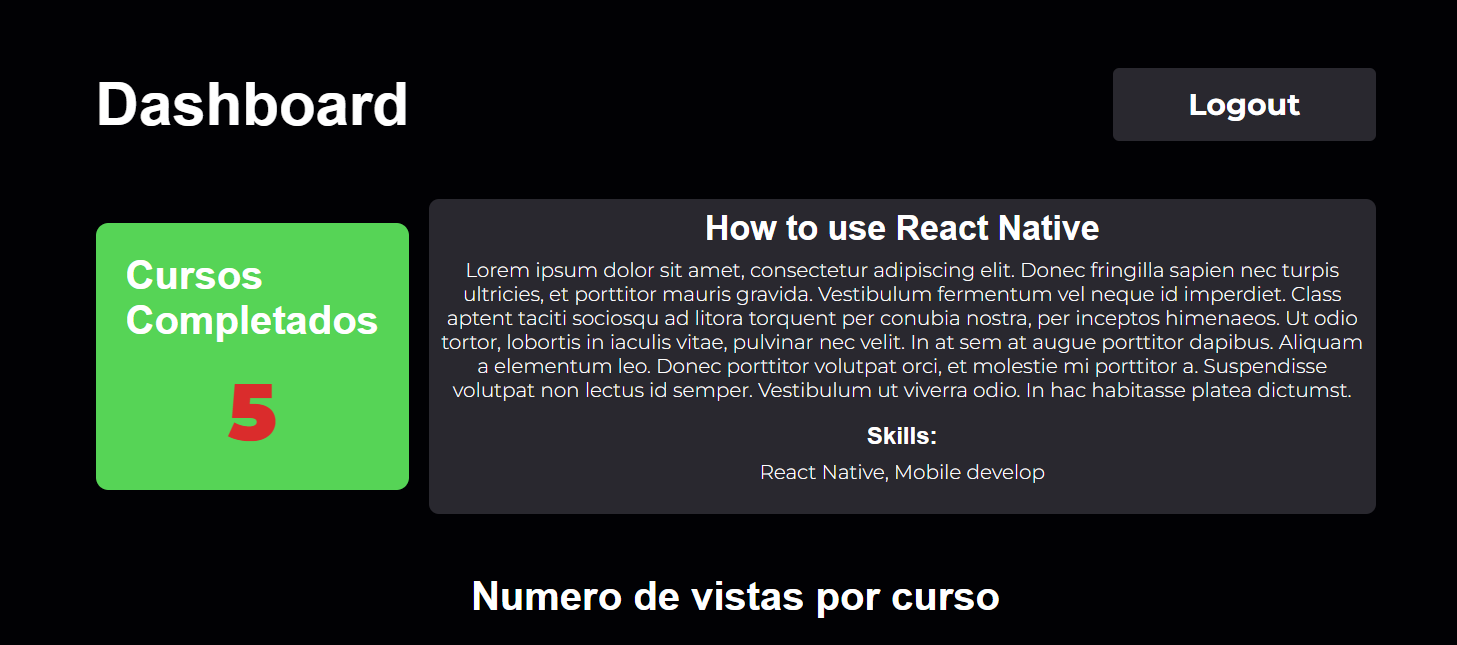 Dashboard
Logout
Cursos
Completados
5
How to use React Native
Lorem ipsum dolor sit amet, consectetur adipiscing elit. Donec fringilla sapien nec turpis
ultricies, et porttitor mauris gravida. Vestibulum fermentum vel neque id imperdiet. Class
aptent taciti sociosqu ad litora torquent per conubia nostra, per inceptos himenaeos. Ut odio
tortor, lobortis in iaculis vitae, pulvinar nec velit. In at sem at augue porttitor dapibus. Aliquam
a elementum leo. Donec porttitor volutpat orci, et molestie mi porttitor a. Suspendisse
volutpat non lectus id semper. Vestibulum ut viverra odio. In hac habitasse platea dictumst.
Skills:
React Native, Mobile develop
Numero de vistas por curso